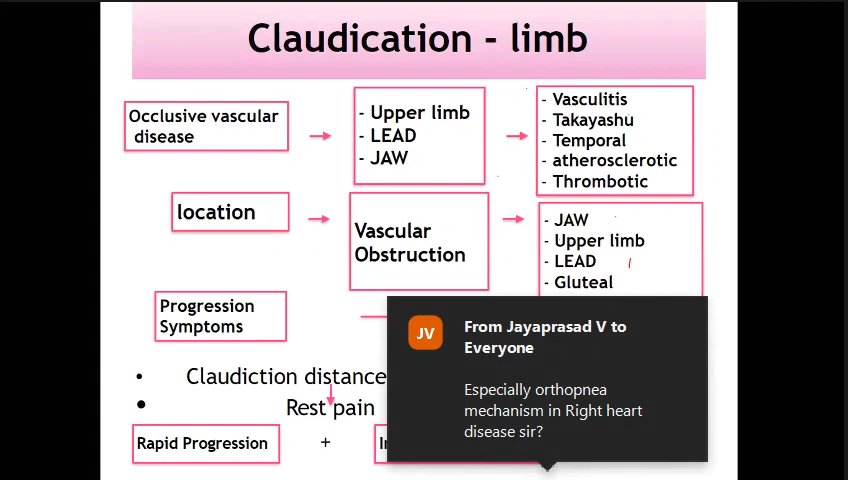 Claudication - limb
Occlusive vascular
disease
- Upper limb
- LEAD
- JAW
- Vasculitis
- Takayashu
- Temporal
- atherosclerotic
- Thrombotic
location
Vascular
Obstruction
- JAW
- Upper limb
- LEAD
- Gluteal
Progression
Symptoms
• Claudiction distance
• Rest pain
Rapid Progression
+
JV
From Jayaprasad V to
Everyone
Especially orthopnea
mechanism in Right heart
disease sir?